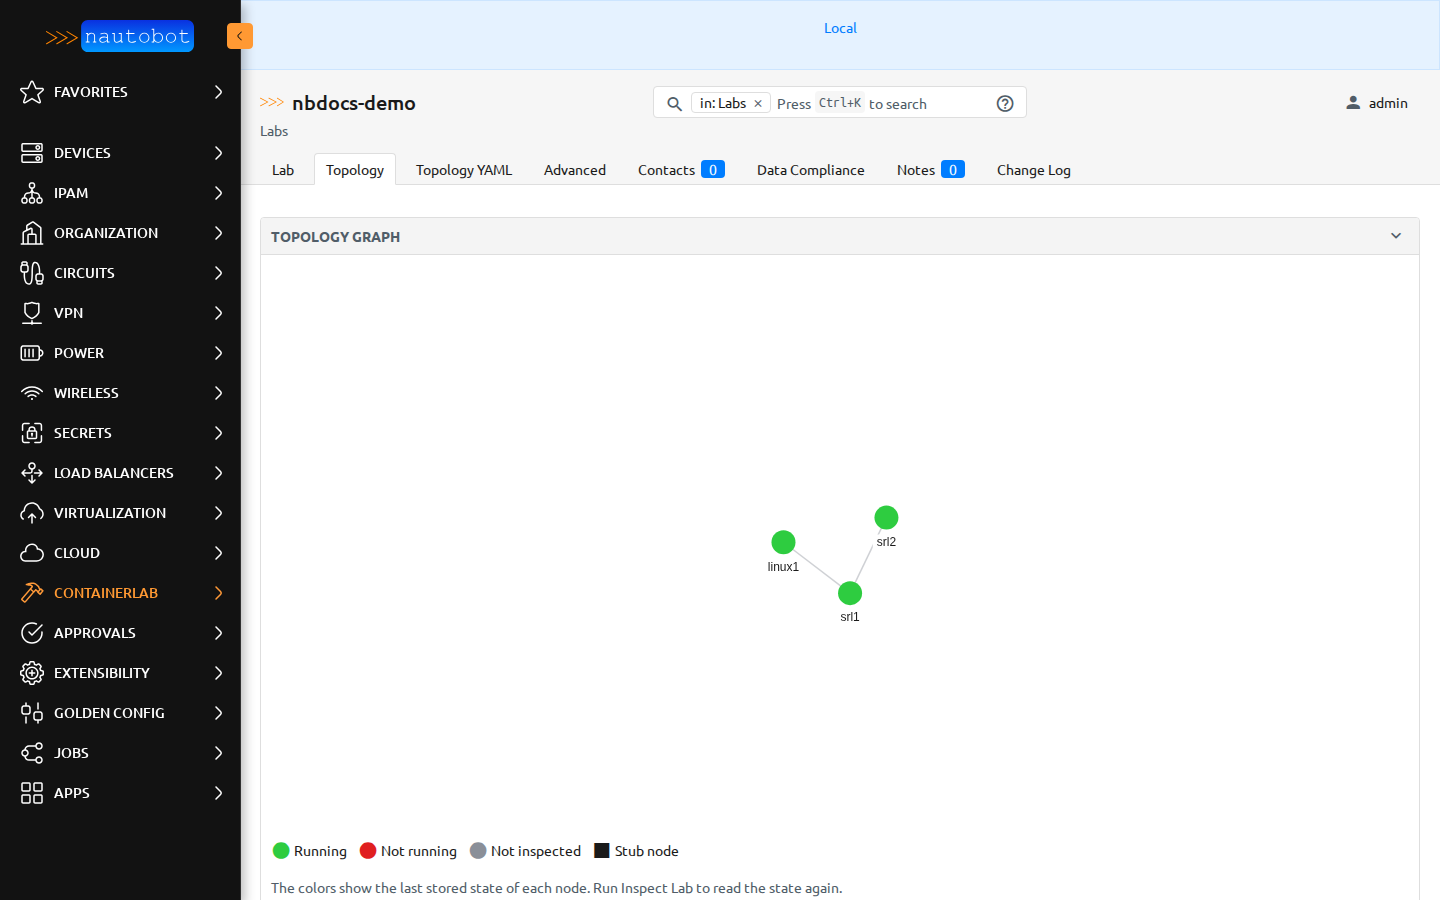 nautobot
Local
FAVORITES
DEVICES
IPAM
ORGANIZATION
CIRCUITS
VPN
POWER
WIRELESS
SECRETS
LOAD BALANCERS
VIRTUALIZATION
CLOUD
CONTAINERLAB
APPROVALS
EXTENSIBILITY
GOLDEN CONFIG
JOBS
APPS
nbdocs-demo
in: Labs × Press Ctrl+K to search
admin
Labs
Lab Topology Topology YAML Advanced Contacts 0 Data Compliance Notes 0 Change Log
TOPOLOGY GRAPH
srl2
linux1
srl1
Running Not running Not inspected Stub node
The colors show the last stored state of each node. Run Inspect Lab to read the state again.